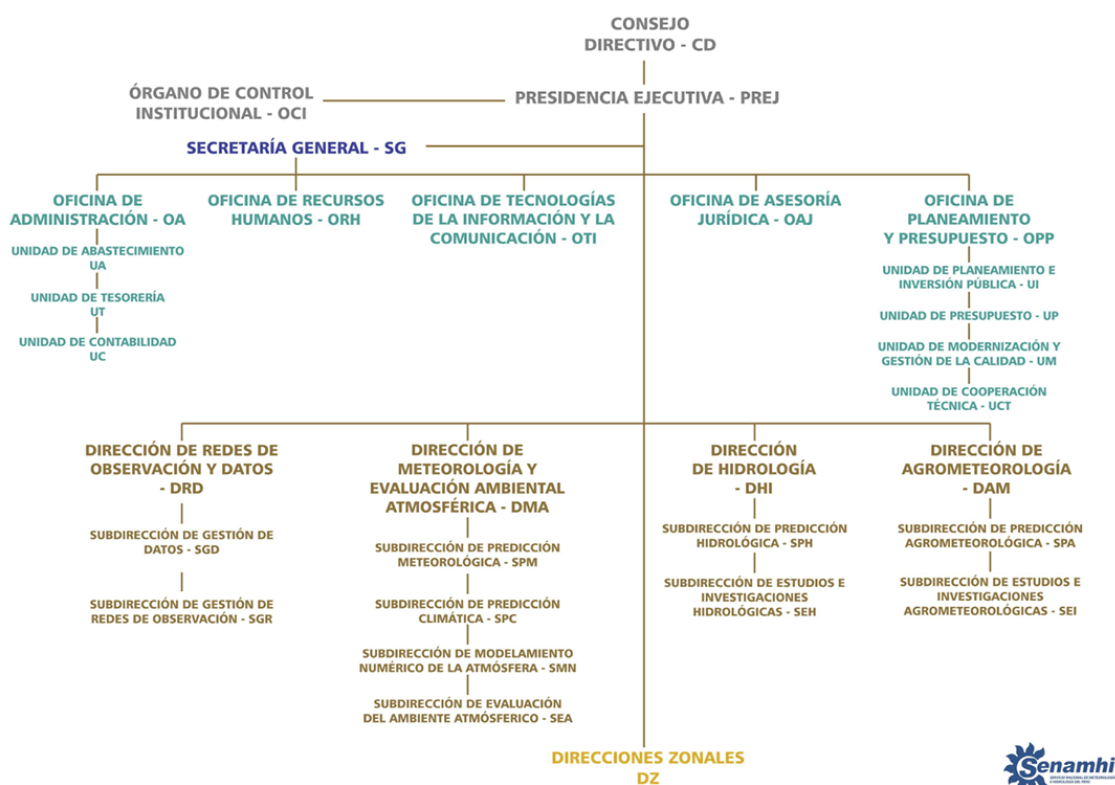 CONSEJO
DIRECTIVO - CD
ÓRGANO DE CONTROL
INSTITUCIONAL - OCI
PRESIDENCIA EJECUTIVA - PREJ
SECRETARÍA GENERAL - SG
OFICINA DE
ADMINISTRACIÓN - OA
UNIDAD DE ABASTECIMIENTO
UA
UNIDAD DE TESORERÍA
UT
UNIDAD DE CONTABILIDAD
UC
OFICINA DE RECURSOS
HUMANOS - ORH
OFICINA DE TECNOLOGÍAS
DE LA INFORMACIÓN Y LA
COMUNICACIÓN - OTI
OFICINA DE ASESORÍA
JURÍDICA - OAJ
OFICINA DE
PLANEAMIENTO
Y PRESUPUESTO - OPP
UNIDAD DE PLANEAMIENTO E
INVERSIÓN PÚBLICA - UI
UNIDAD DE PRESUPUESTO - UP
UNIDAD DE MODERNIZACIÓN Y
GESTIÓN DE LA CALIDAD - UM
UNIDAD DE COOPERACIÓN
TÉCNICA - UCT
DIRECCIÓN DE REDES DE
OBSERVACIÓN Y DATOS
- DRD
SUBDIRECCIÓN DE GESTIÓN DE
DATOS - SGD
SUBDIRECCIÓN DE GESTIÓN DE
REDES DE OBSERVACIÓN - SGR
DIRECCIÓN DE
METEOROLOGÍA Y
EVALUACIÓN AMBIENTAL
ATMOSFÉRICA - DMA
SUBDIRECCIÓN DE PREDICCIÓN
METEOROLÓGICA - SPM
SUBDIRECCIÓN DE PREDICCIÓN
CLIMÁTICA - SPC
SUBDIRECCIÓN DE MODELAMIENTO
NUMÉRICO DE LA ATMÓSFERA - SMN
SUBDIRECCIÓN DE EVALUACIÓN
DEL AMBIENTE ATMÓSFERICO - SEA
DIRECCIÓN
DE HIDROLOGÍA
- DHI
SUBDIRECCIÓN DE PREDICCIÓN
HIDROLÓGICA - SPH
SUBDIRECCIÓN DE ESTUDIOS E
INVESTIGACIONES
HIDROLÓGICAS - SEH
DIRECCIÓN DE
AGROMETEOROLOGÍA
- DAM
SUBDIRECCIÓN DE PREDICCIÓN
AGROMETEOROLÓGICA - SPA
SUBDIRECCIÓN DE ESTUDIOS E
INVESTIGACIONES
AGROMETEOROLÓGICAS - SEI
DIRECCIONES ZONALES
DZ
Senamhi